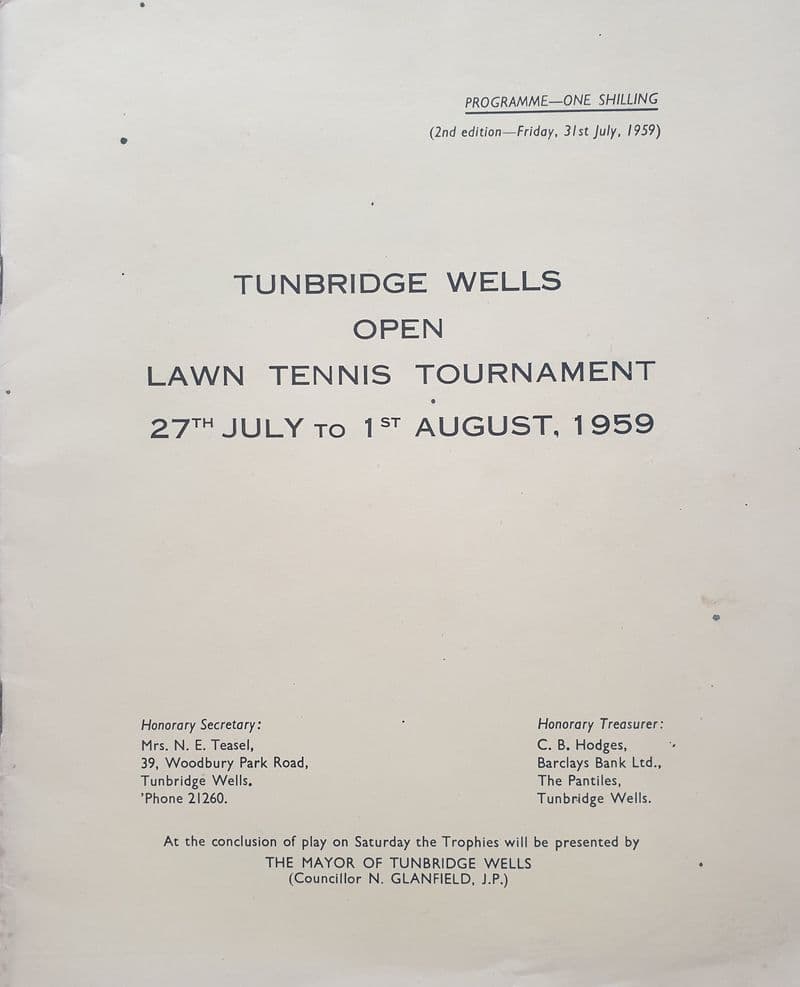 PROGRAMME—ONE SHILLING
(2nd edition—Friday, 31st July, 1959)
TUNBRIDGE WELLS
OPEN
LAWN TENNIS TOURNAMENT
27TH JULY TO 1ST AUGUST, 1959
Honorary Secretary:
Mrs. N. E. Teasel,
39, Woodbury Park Road,
Tunbridge Wells.
'Phone 21260.
Honorary Treasurer:
C. B. Hodges,
Barclays Bank Ltd.,
The Pantiles,
Tunbridge Wells.
At the conclusion of play on Saturday the Trophies will be presented by
THE MAYOR OF TUNBRIDGE WELLS
(Councillor N. GLANFIELD, J.P.)